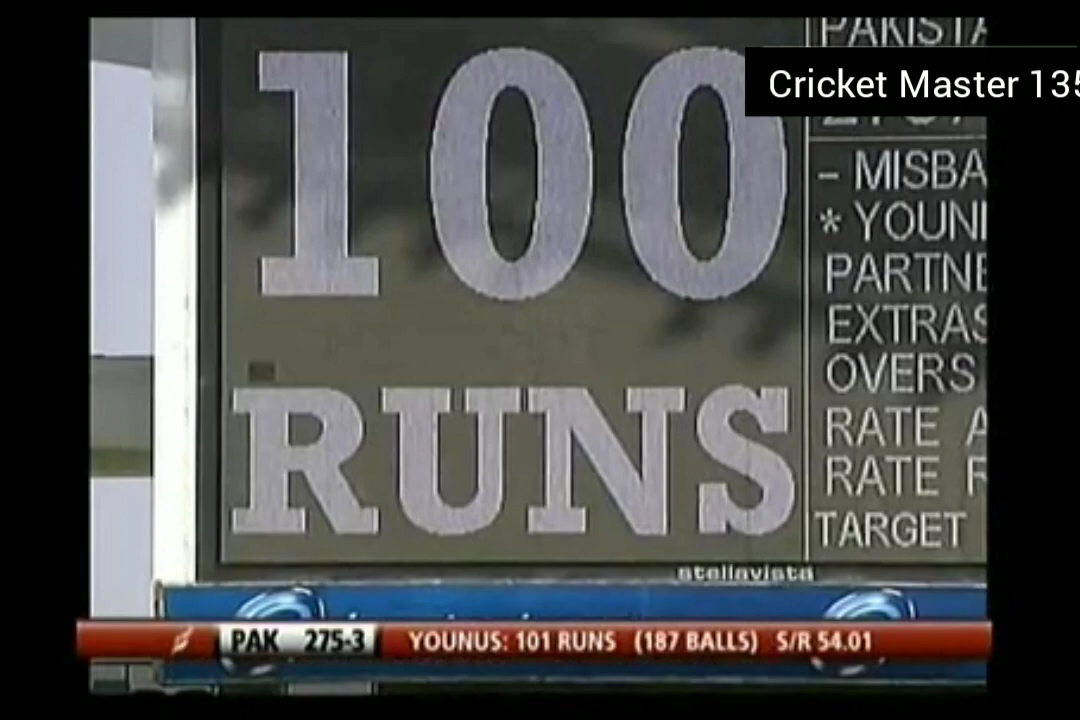 100
RUNS
PAKISTA
Cricket Master 135
- MISBA
* YOUN
PARTNE
EXTRAS
OVERS
RATE A
RATE R
TARGET
stellavista
PAK 275-3 YOUNUS: 101 RUNS (187 BALLS) S/R 54.01